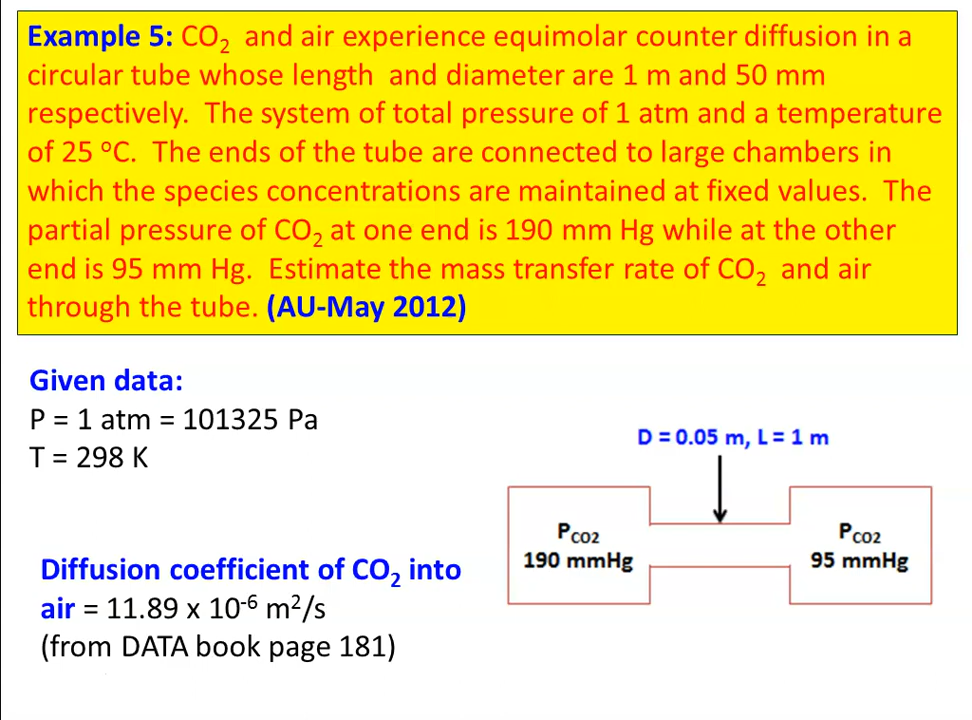 Example 5: CO₂ and air experience equimolar counter diffusion in a
circular tube whose length and diameter are 1 m and 50 mm
respectively. The system of total pressure of 1 atm and a temperature
of 25 °C. The ends of the tube are connected to large chambers in
which the species concentrations are maintained at fixed values. The
partial pressure of CO₂ at one end is 190 mm Hg while at the other
end is 95 mm Hg. Estimate the mass transfer rate of CO₂ and air
through the tube. (AU-May 2012)
Given data:
P = 1 atm = 101325 Pa
T = 298 K
D = 0.05 m, L = 1 m
P_CO2
190 mmHg
P_CO2
95 mmHg
Diffusion coefficient of CO₂ into
air = 11.89 x 10⁻⁶ m²/s
(from DATA book page 181)